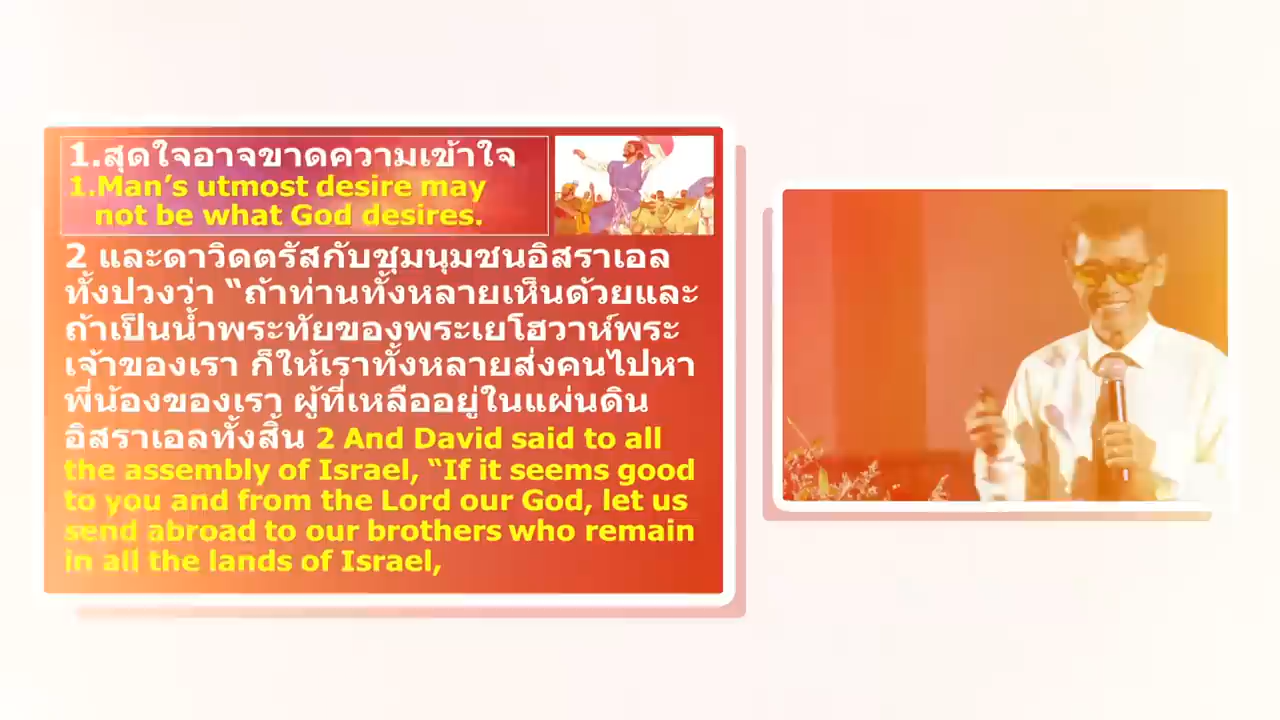 1.สุดใจอาจขาดความเข้าใจ
1.Man’s utmost desire may
not be what God desires.
2 และดาวิดตรัสกับชุมนุมชนอิสราเอล
ทั้งปวงว่า “ถ้าท่านทั้งหลายเห็นด้วยและ
ถ้าเป็นน้ำพระทัยของพระเยโฮวาห์พระ
เจ้าของเรา ก็ให้เราทั้งหลายส่งคนไปหา
พี่น้องของเรา ผู้ที่เหลืออยู่ในแผ่นดิน
อิสราเอลทั้งสิ้น 2 And David said to all
the assembly of Israel, “If it seems good
to you and from the Lord our God, let us
send abroad to our brothers who remain
in all the lands of Israel,